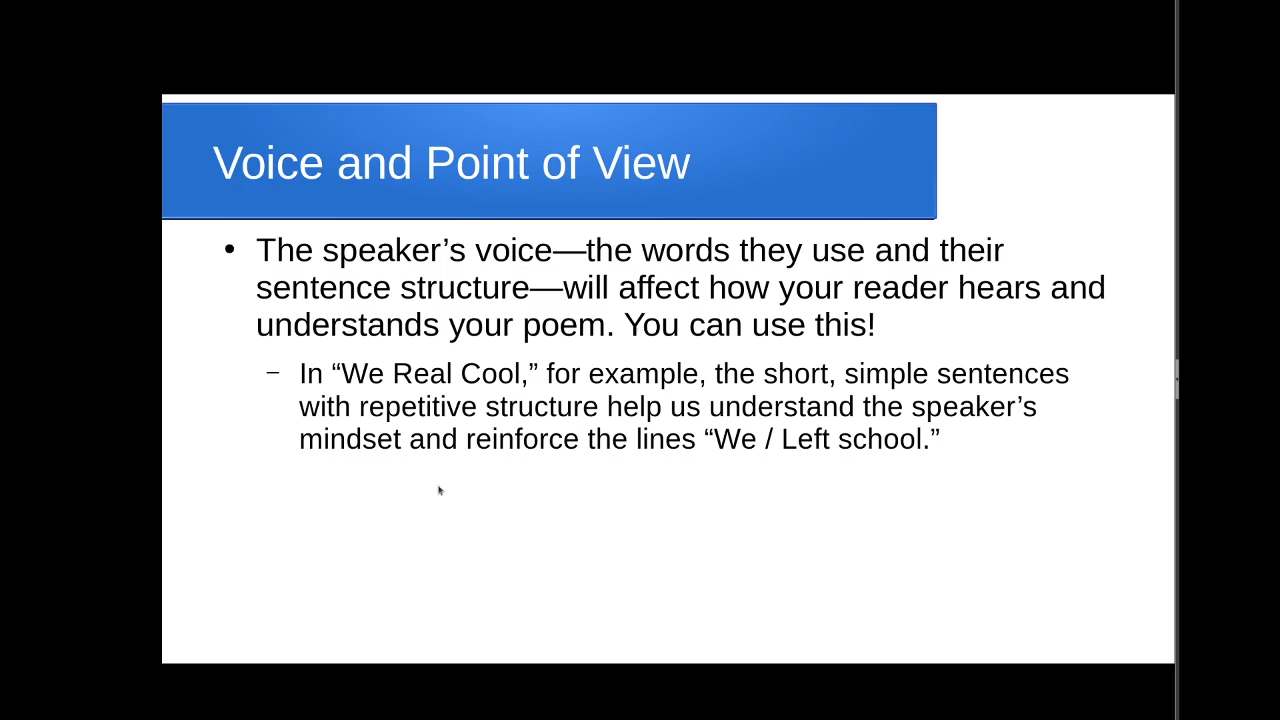 Voice and Point of View
• The speaker’s voice—the words they use and their
sentence structure—will affect how your reader hears and
understands your poem. You can use this!
– In “We Real Cool,” for example, the short, simple sentences
with repetitive structure help us understand the speaker’s
mindset and reinforce the lines “We / Left school.”